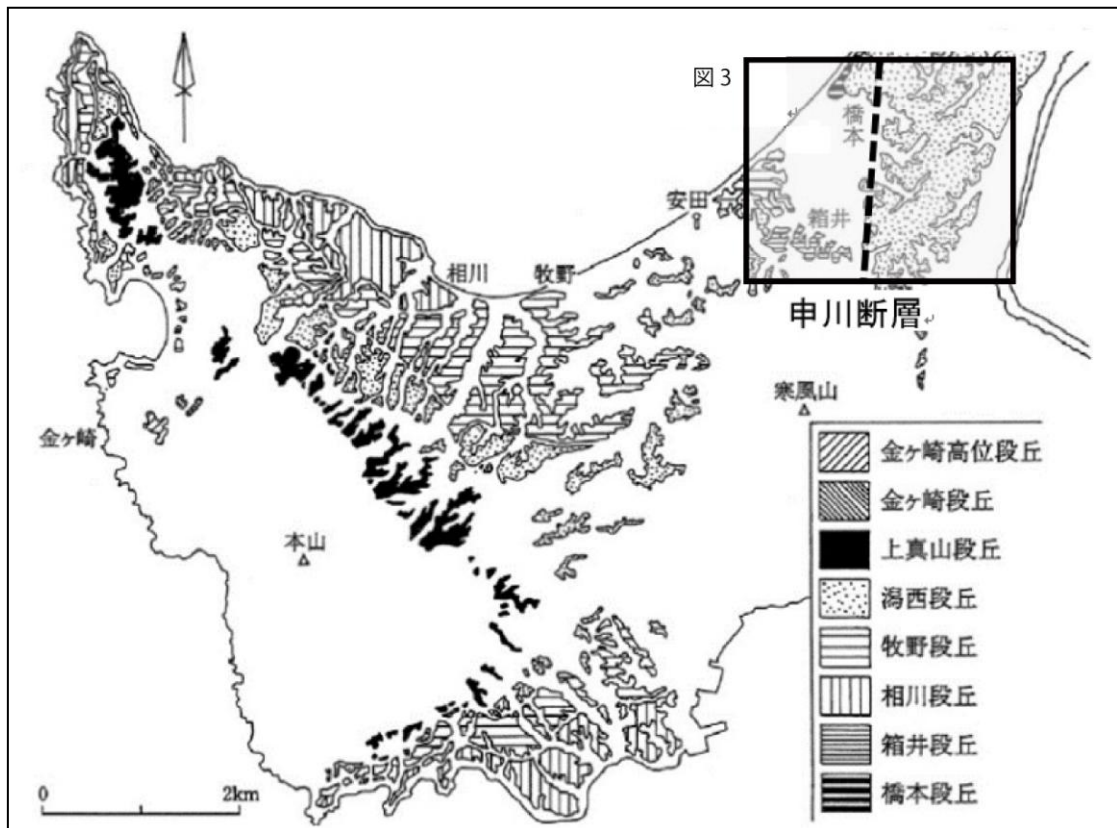 図3
橋本
安田
箱井
相川
牧野
申川断層
寒風山
金ヶ崎
本山
金ヶ崎高位段丘
金ヶ崎段丘
上真山段丘
潟西段丘
牧野段丘
相川段丘
箱井段丘
橋本段丘
0
2km